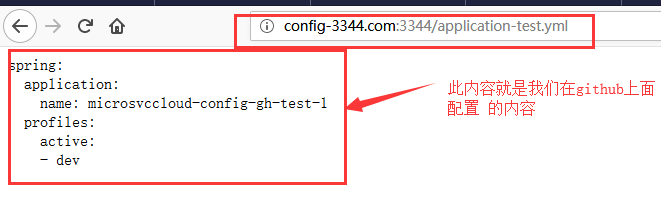 config-3344.com:3344/application-test.yml
spring:
  application:
    name: microsvccloud-config-gh-test-1
  profiles:
    active:
    - dev
此内容就是我们在github上面
配置 的内容